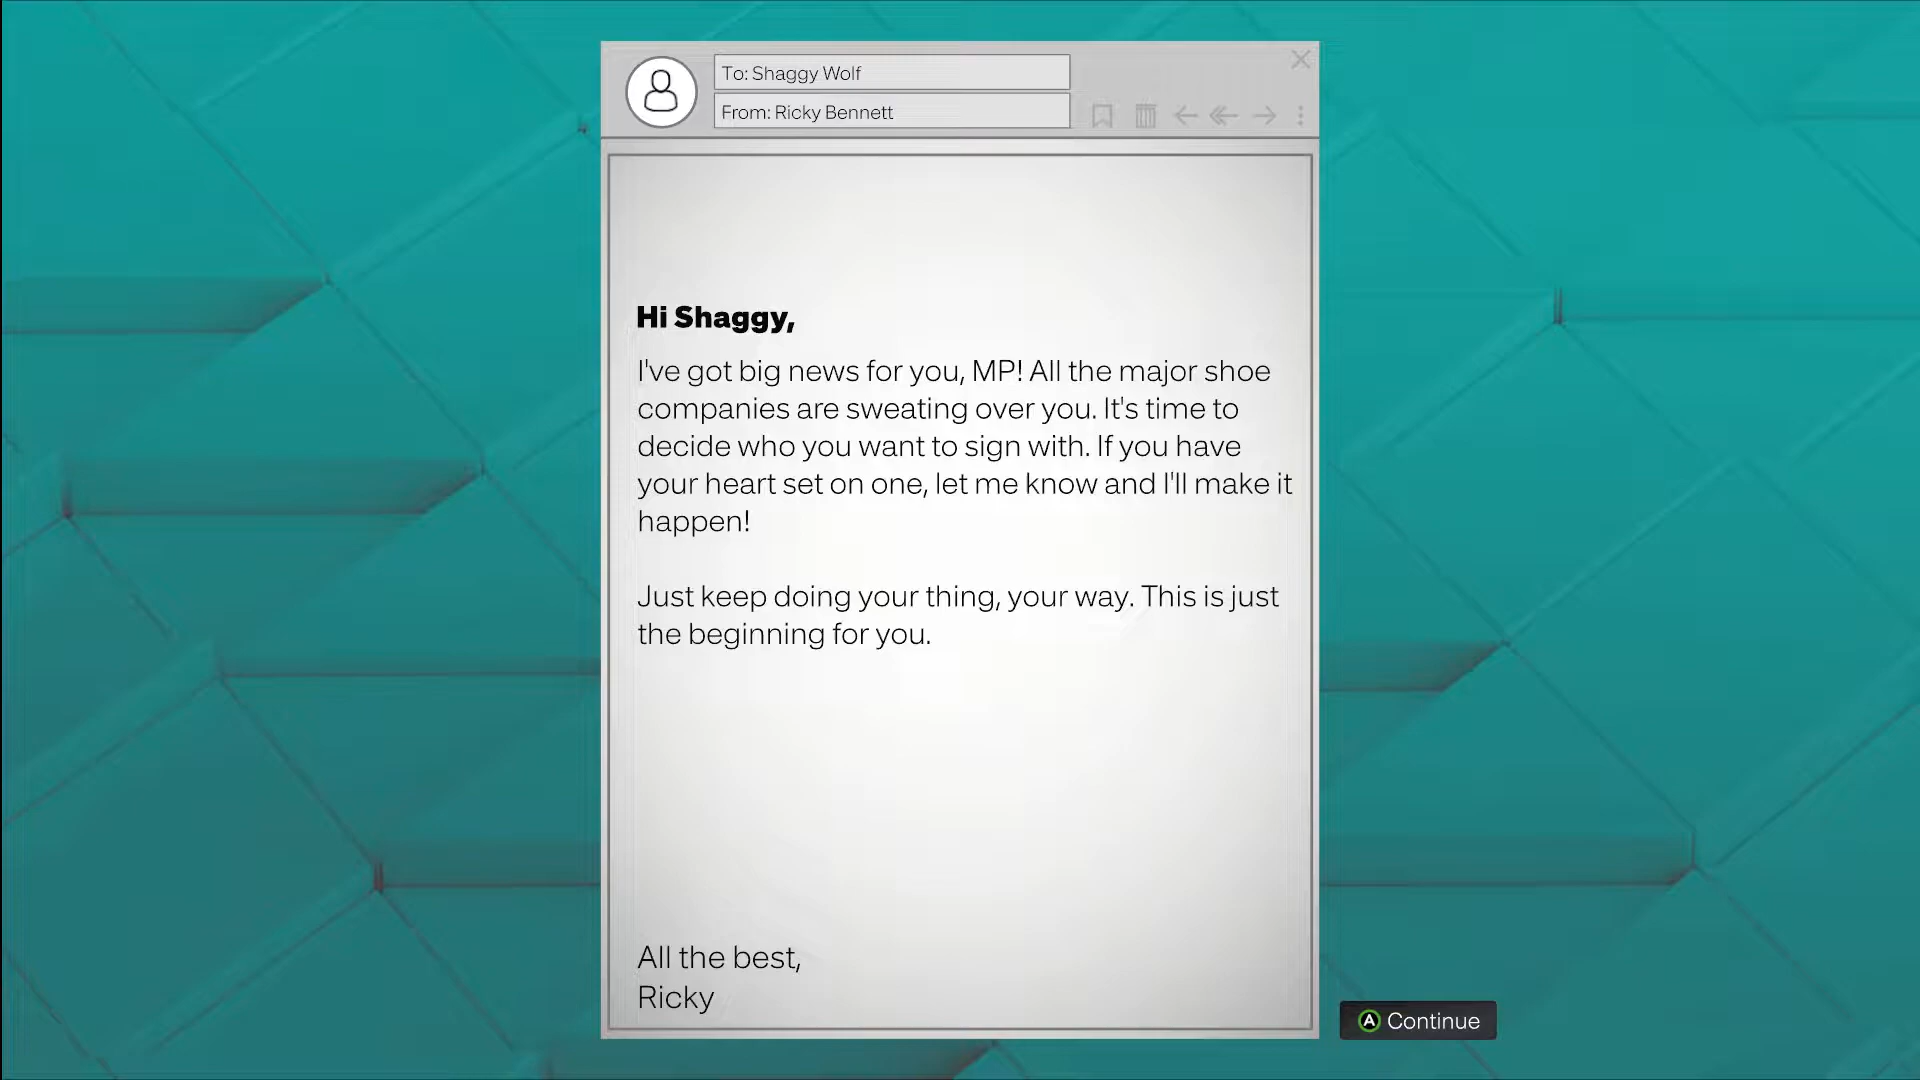 To: Shaggy Wolf
From: Ricky Bennett
Hi Shaggy,
I've got big news for you, MP! All the major shoe
companies are sweating over you. It's time to
decide who you want to sign with. If you have
your heart set on one, let me know and I'll make it
happen!
Just keep doing your thing, your way. This is just
the beginning for you.
All the best,
Ricky
A Continue